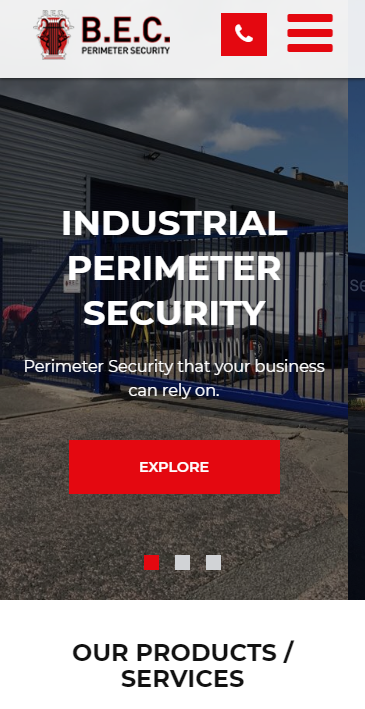 B.E.C.
PERIMETER SECURITY
INDUSTRIAL
PERIMETER
SECURITY
Perimeter Security that your business
can rely on.
EXPLORE
OUR PRODUCTS /
SERVICES